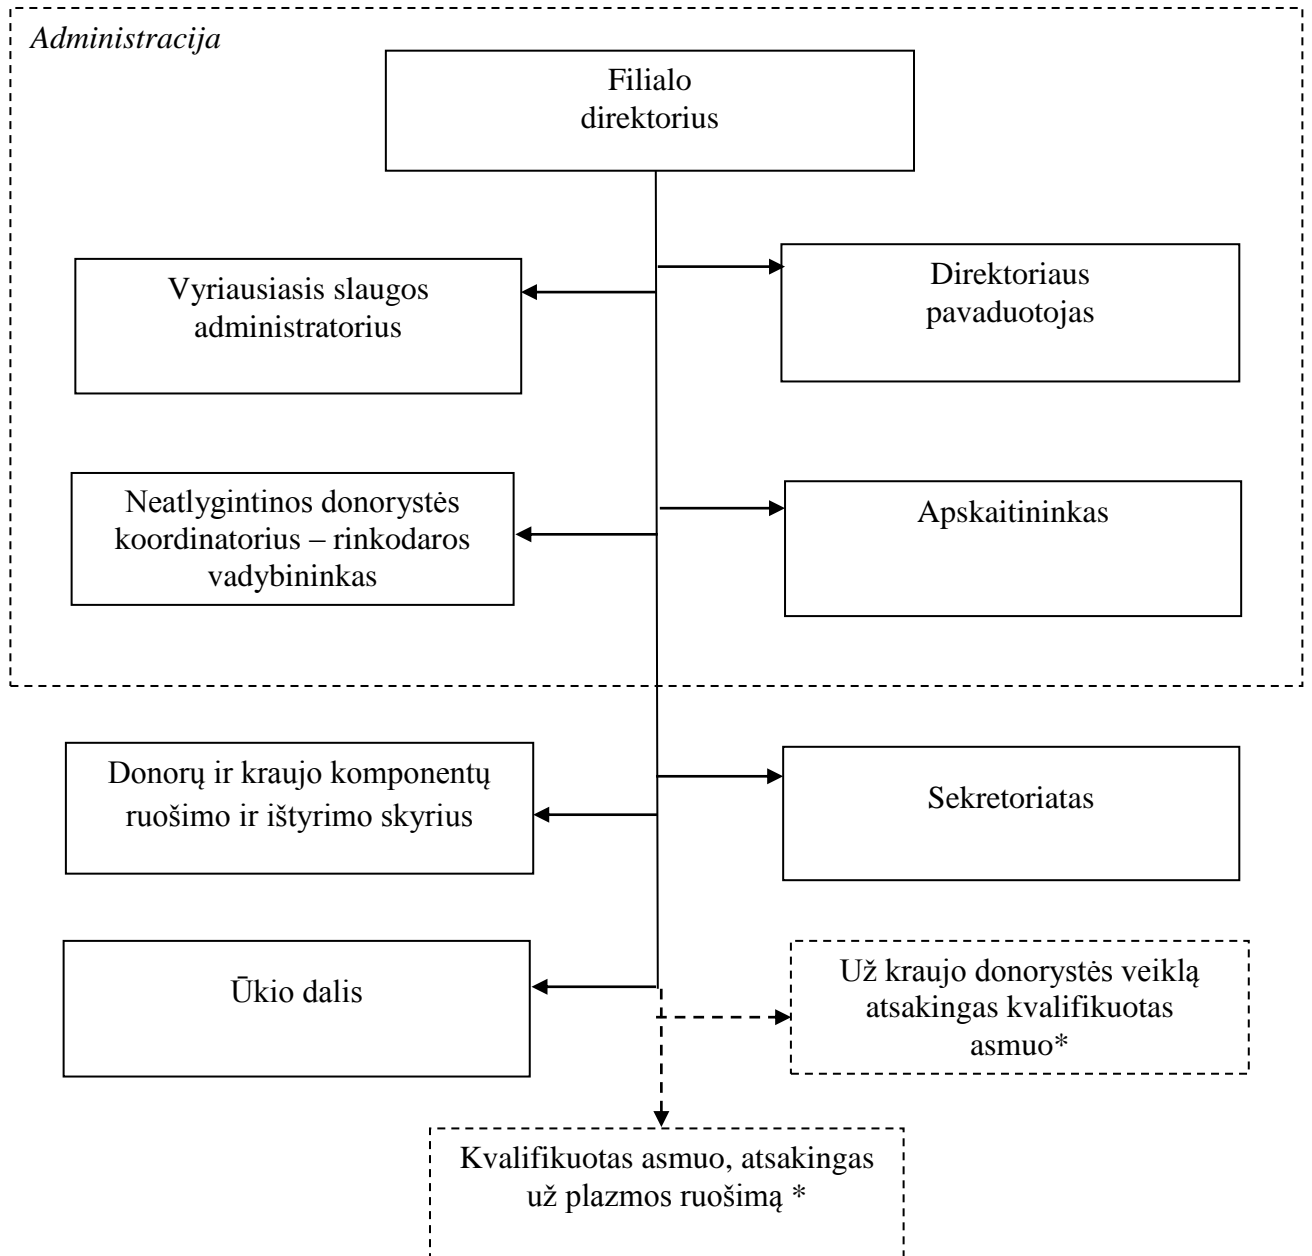 Administracija
Filialo
direktorius
Vyriausiasis slaugos
administratorius
Direktoriaus
pavaduotojas
Neatlygintinos donorystės
koordinatorius – rinkodaros
vadybininkas
Apskaitininkas
Donorų ir kraujo komponentų
ruošimo ir ištyrimo skyrius
Sekretoriatas
Ūkio dalis
Už kraujo donorystės veiklą
atsakingas kvalifikuotas
asmuo*
Kvalifikuotas asmuo, atsakingas
už plazmos ruošimą *